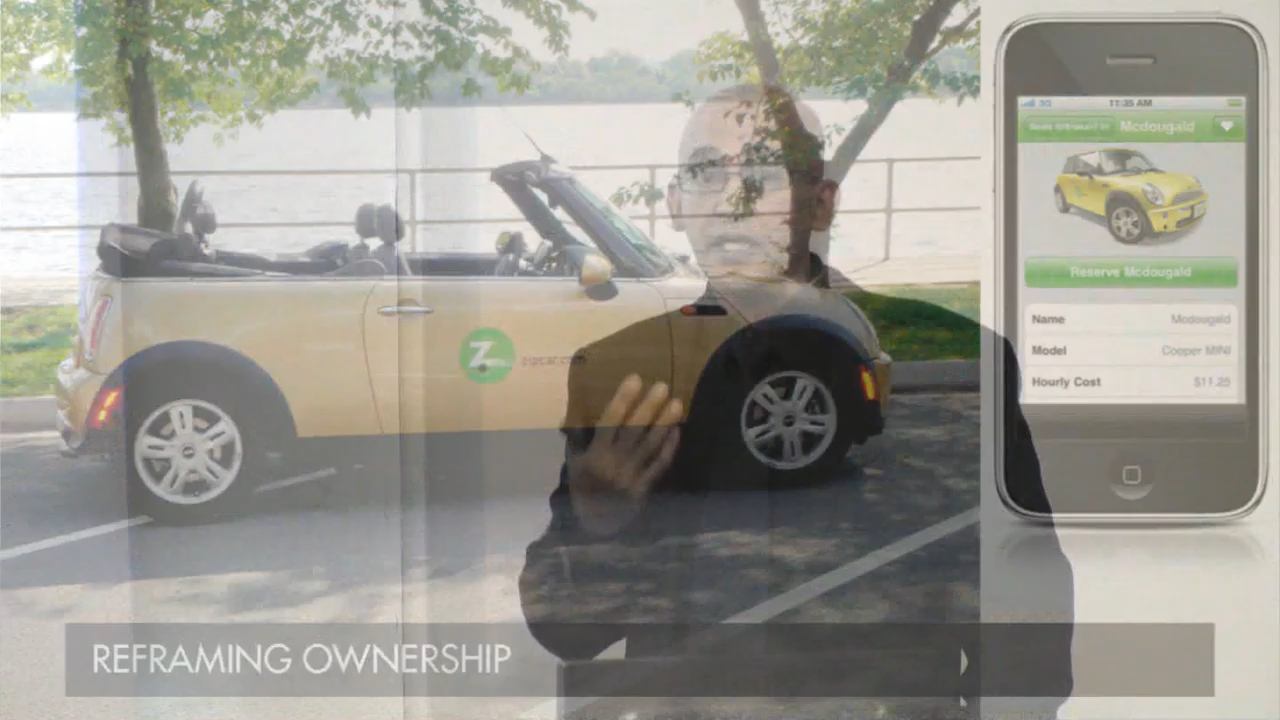 3G 11:35 AM
Mcdougald
Reserve Mcdougald
Name Mcdougald
Model Cooper MINI
Hourly Cost $11.25
Z
zipcar.com
REFRAMING OWNERSHIP